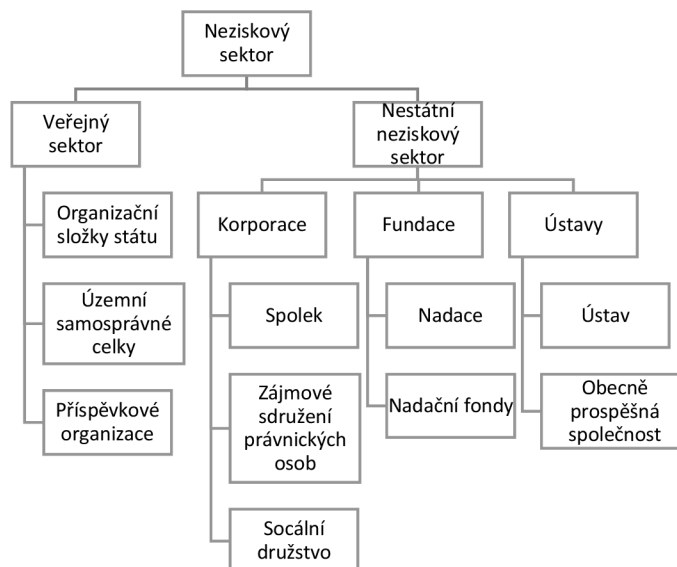 Neziskový
sektor
Veřejný
sektor
Nestátní
neziskový
sektor
Organizační
složky státu
Územní
samosprávné
celky
Příspěvkové
organizace
Korporace
Spolek
Zájmové
sdružení
právnických
osob
Socální
družstvo
Fundace
Nadace
Nadační fondy
Ústavy
Ústav
Obecně
prospěšná
společnost